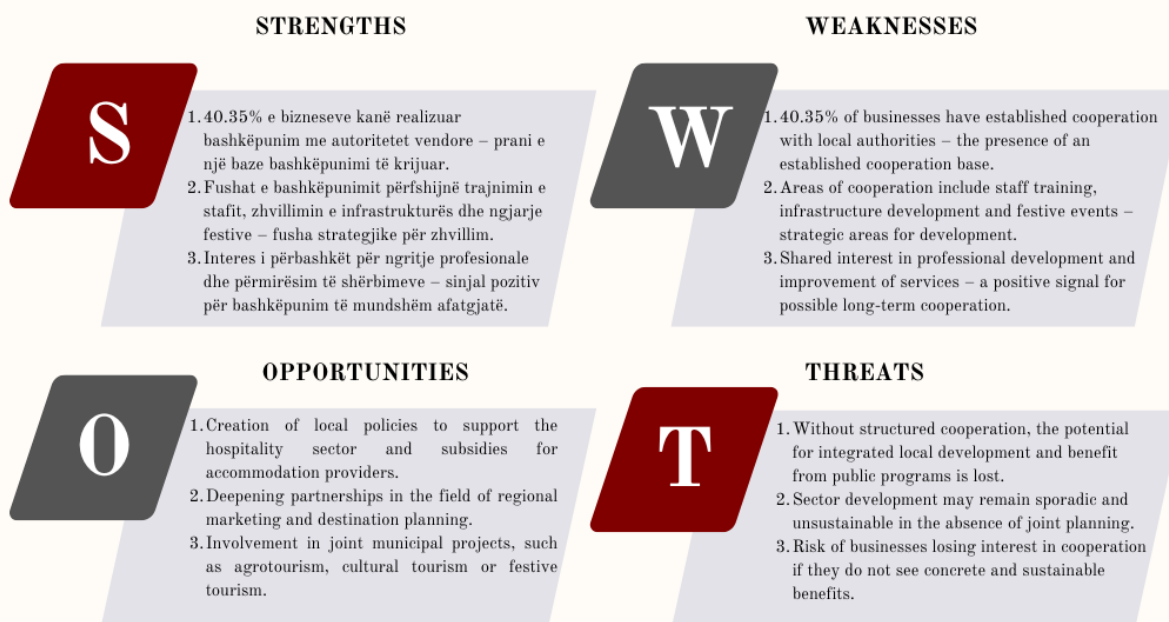 STRENGTHS
S
1. 40.35% e bizneseve kanë realizuar
bashkëpunim me autoritetet vendore – prani e
një baze bashkëpunimi të krijuar.
2. Fushat e bashkëpunimit përfshijnë trajnimin e
stafit, zhvillimin e infrastrukturës dhe ngjarje
festive – fusha strategjike për zhvillim.
3. Interes i përbashkët për ngritje profesionale
dhe përmirësim të shërbimeve – sinjal pozitiv
për bashkëpunim të mundshëm afatgjatë.
WEAKNESSES
W
1. 40.35% of businesses have established cooperation
with local authorities – the presence of an
established cooperation base.
2. Areas of cooperation include staff training,
infrastructure development and festive events –
strategic areas for development.
3. Shared interest in professional development and
improvement of services – a positive signal for
possible long-term cooperation.
OPPORTUNITIES
O
1. Creation of local policies to support the
hospitality sector and subsidies for
accommodation providers.
2. Deepening partnerships in the field of regional
marketing and destination planning.
3. Involvement in joint municipal projects, such
as agrotourism, cultural tourism or festive
tourism.
THREATS
T
1. Without structured cooperation, the potential
for integrated local development and benefit
from public programs is lost.
2. Sector development may remain sporadic and
unsustainable in the absence of joint planning.
3. Risk of businesses losing interest in cooperation
if they do not see concrete and sustainable
benefits.